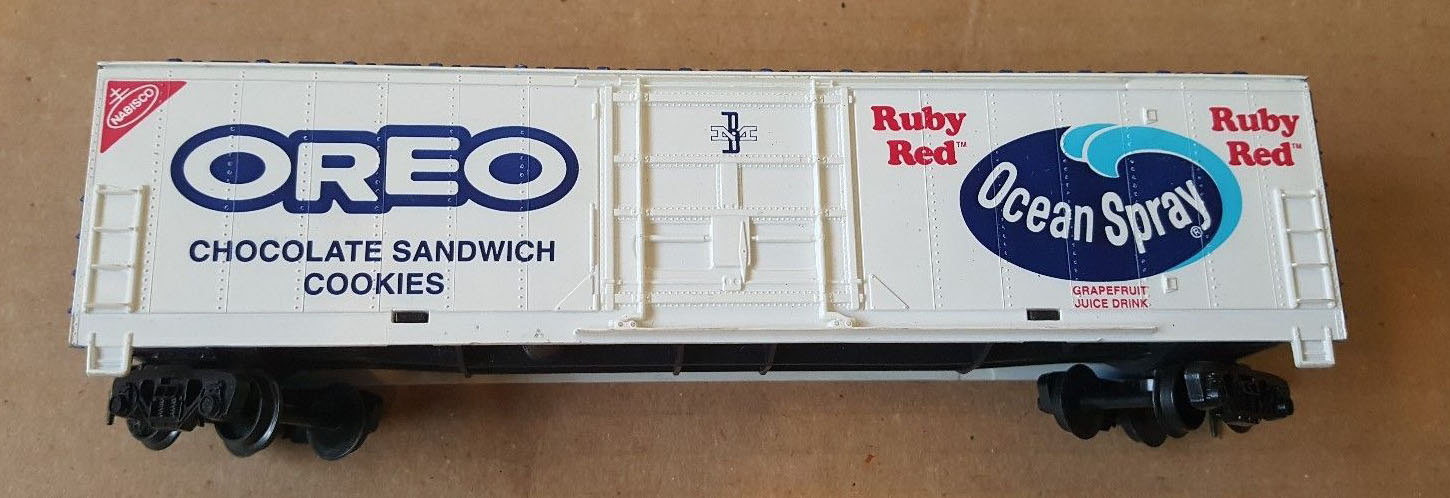 NABISCO
OREO
CHOCOLATE SANDWICH
COOKIES
B
M
Ruby
Red™
Ocean Spray®
GRAPEFRUIT
JUICE DRINK
Ruby
Red™